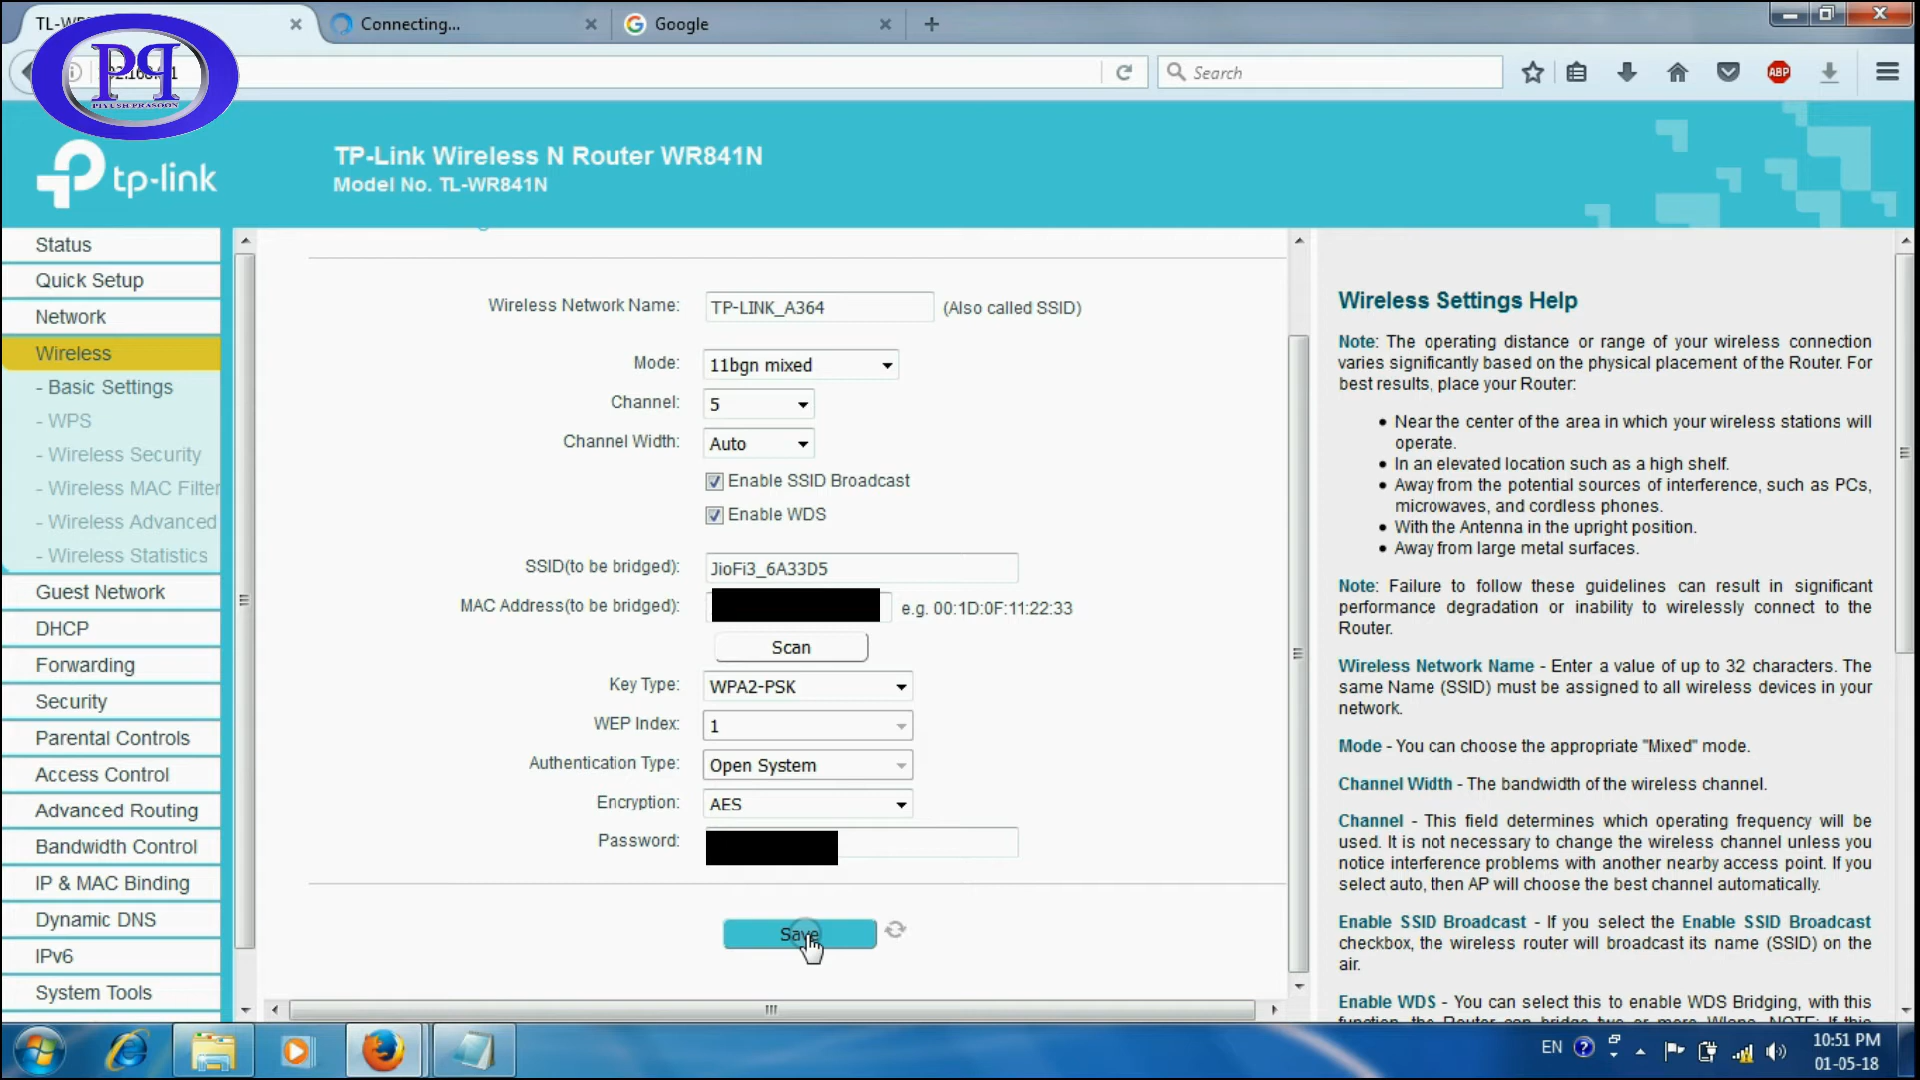 TL-W
Connecting...
Google
Search
PP
PIYUSH PRASOON
tp-link
TP-Link Wireless N Router WR841N
Model No. TL-WR841N
Status
Quick Setup
Network
Wireless
- Basic Settings
- WPS
- Wireless Security
- Wireless MAC Filter
- Wireless Advanced
- Wireless Statistics
Guest Network
DHCP
Forwarding
Security
Parental Controls
Access Control
Advanced Routing
Bandwidth Control
IP & MAC Binding
Dynamic DNS
IPv6
System Tools
Wireless Network Name: TP-LINK_A364 (Also called SSID)
Mode: 11bgn mixed
Channel: 5
Channel Width: Auto
Enable SSID Broadcast
Enable WDS
SSID(to be bridged): JioFi3_6A33D5
MAC Address(to be bridged): e.g. 00:1D:0F:11:22:33
Scan
Key Type: WPA2-PSK
WEP Index: 1
Authentication Type: Open System
Encryption: AES
Password:
Save
Wireless Settings Help
Note: The operating distance or range of your wireless connection
varies significantly based on the physical placement of the Router. For
best results, place your Router:
• Near the center of the area in which your wireless stations will
operate.
• In an elevated location such as a high shelf.
• Away from the potential sources of interference, such as PCs,
microwaves, and cordless phones.
• With the Antenna in the upright position.
• Away from large metal surfaces.
Note: Failure to follow these guidelines can result in significant
performance degradation or inability to wirelessly connect to the
Router.
Wireless Network Name - Enter a value of up to 32 characters. The
same Name (SSID) must be assigned to all wireless devices in your
network.
Mode - You can choose the appropriate "Mixed" mode.
Channel Width - The bandwidth of the wireless channel.
Channel - This field determines which operating frequency will be
used. It is not necessary to change the wireless channel unless you
notice interference problems with another nearby access point. If you
select auto, then AP will choose the best channel automatically.
Enable SSID Broadcast - If you select the Enable SSID Broadcast
checkbox, the wireless router will broadcast its name (SSID) on the
air.
Enable WDS - You can select this to enable WDS Bridging, with this
EN
10:51 PM
01-05-18